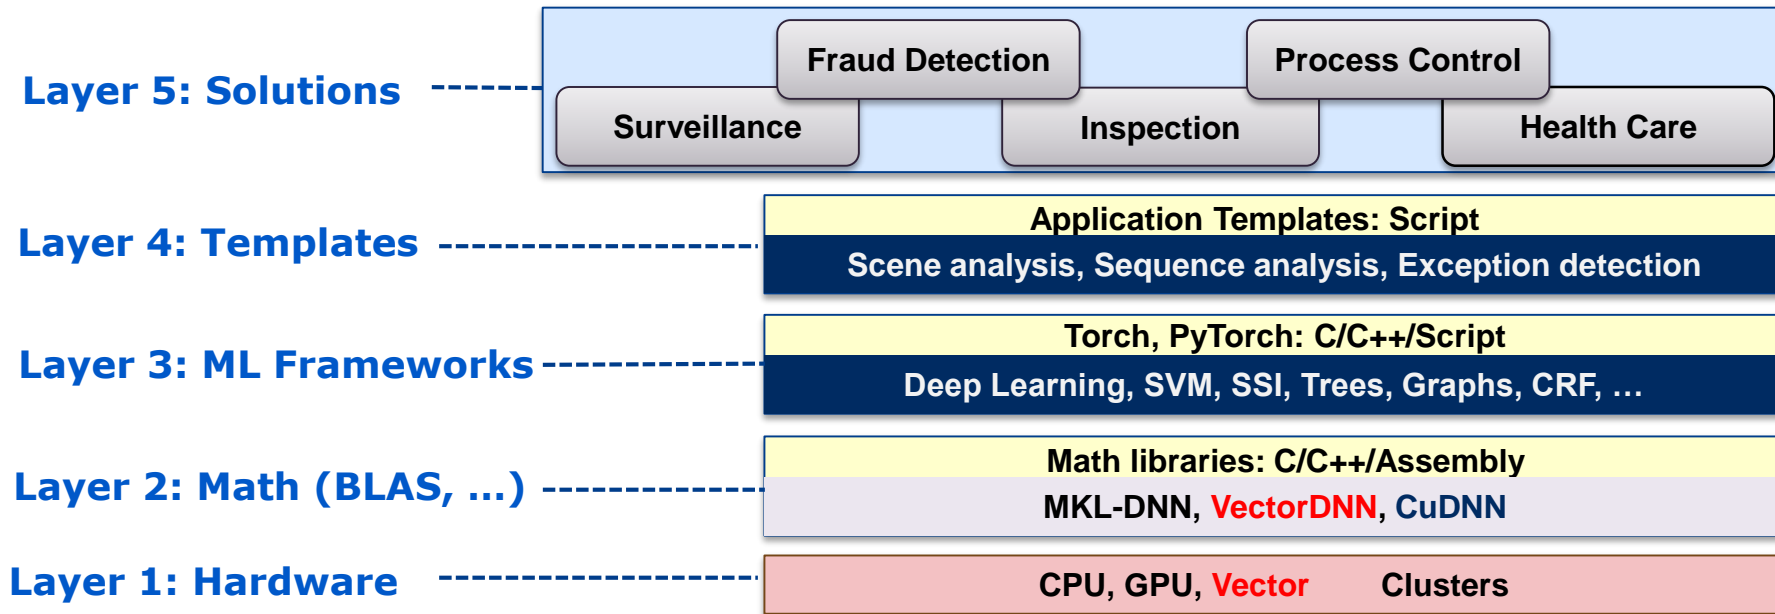 Layer 5: Solutions
Fraud Detection
Process Control
Surveillance
Inspection
Health Care
Layer 4: Templates
Application Templates: Script
Scene analysis, Sequence analysis, Exception detection
Layer 3: ML Frameworks
Torch, PyTorch: C/C++/Script
Deep Learning, SVM, SSI, Trees, Graphs, CRF, ...
Layer 2: Math (BLAS, ...)
Math libraries: C/C++/Assembly
MKL-DNN, VectorDNN, CuDNN
Layer 1: Hardware
CPU, GPU, Vector Clusters